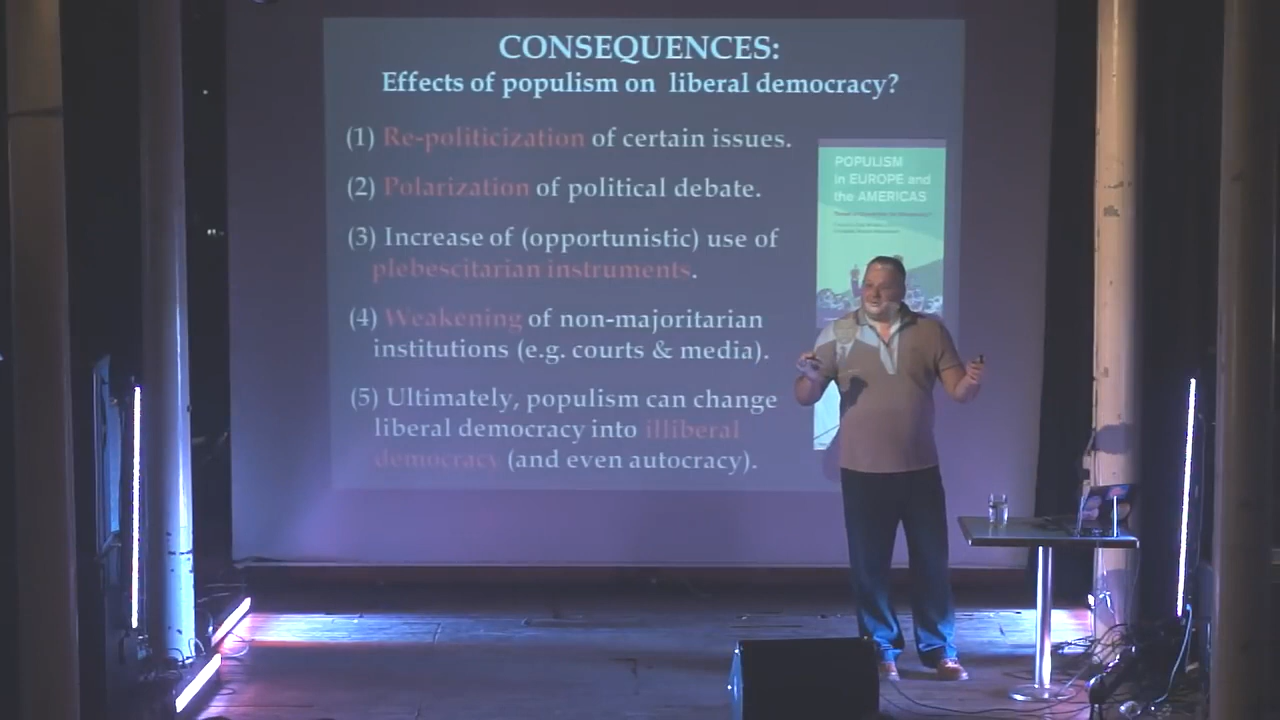 CONSEQUENCES:
Effects of populism on liberal democracy?
(1) Re-politicization of certain issues.
(2) Polarization of political debate.
(3) Increase of (opportunistic) use of
plebescitarian instruments.
(4) Weakening of non-majoritarian
institutions (e.g. courts & media).
(5) Ultimately, populism can change
liberal democracy into illiberal
democracy (and even autocracy).
POPULISM
in EUROPE and
the AMERICAS